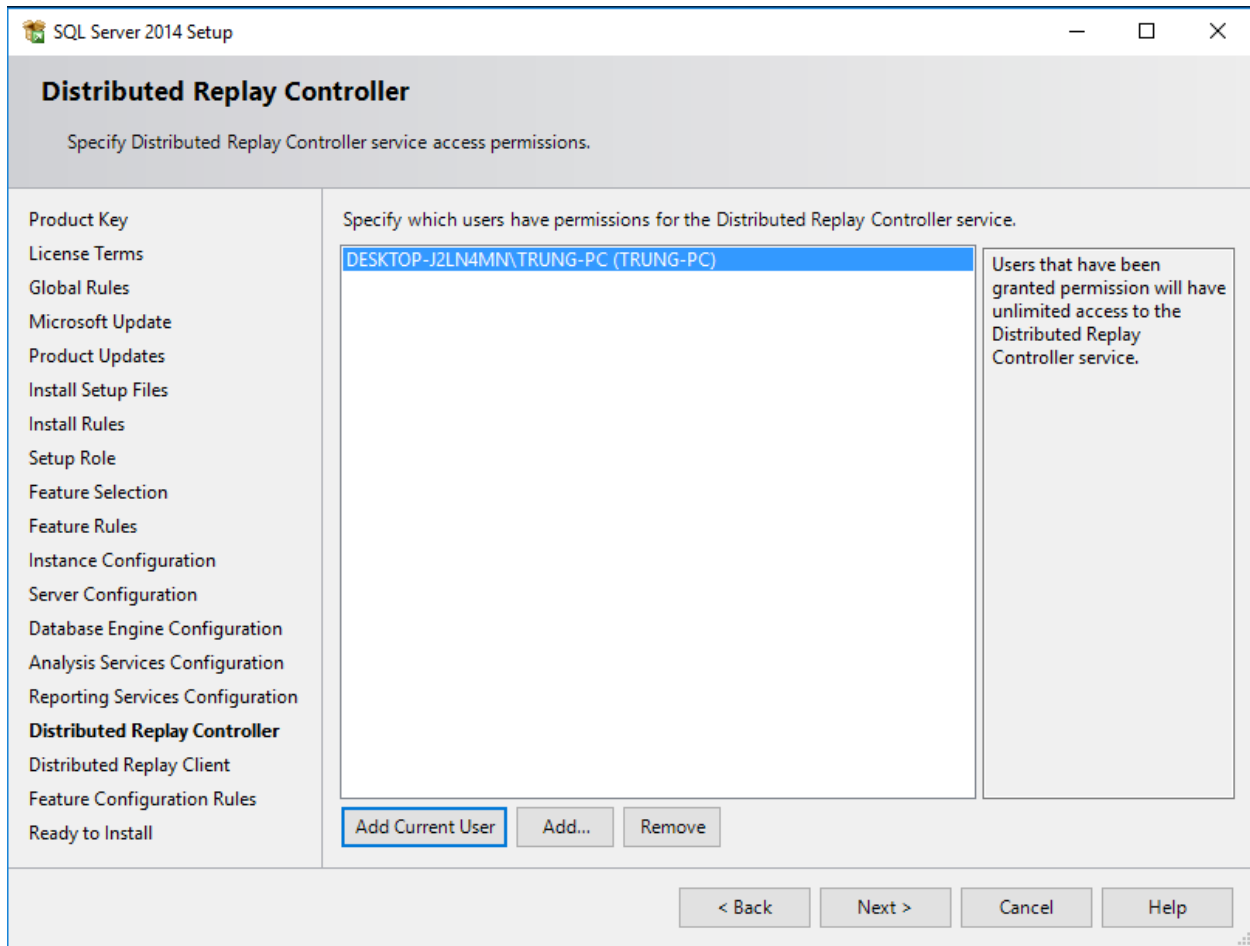 SQL Server 2014 Setup
Distributed Replay Controller
Specify Distributed Replay Controller service access permissions.
Product Key
License Terms
Global Rules
Microsoft Update
Product Updates
Install Setup Files
Install Rules
Setup Role
Feature Selection
Feature Rules
Instance Configuration
Server Configuration
Database Engine Configuration
Analysis Services Configuration
Reporting Services Configuration
Distributed Replay Controller
Distributed Replay Client
Feature Configuration Rules
Ready to Install
Specify which users have permissions for the Distributed Replay Controller service.
DESKTOP-J2LN4MN\TRUNG-PC (TRUNG-PC)
Users that have been
granted permission will have
unlimited access to the
Distributed Replay
Controller service.
Add Current User Add... Remove
< Back Next > Cancel Help